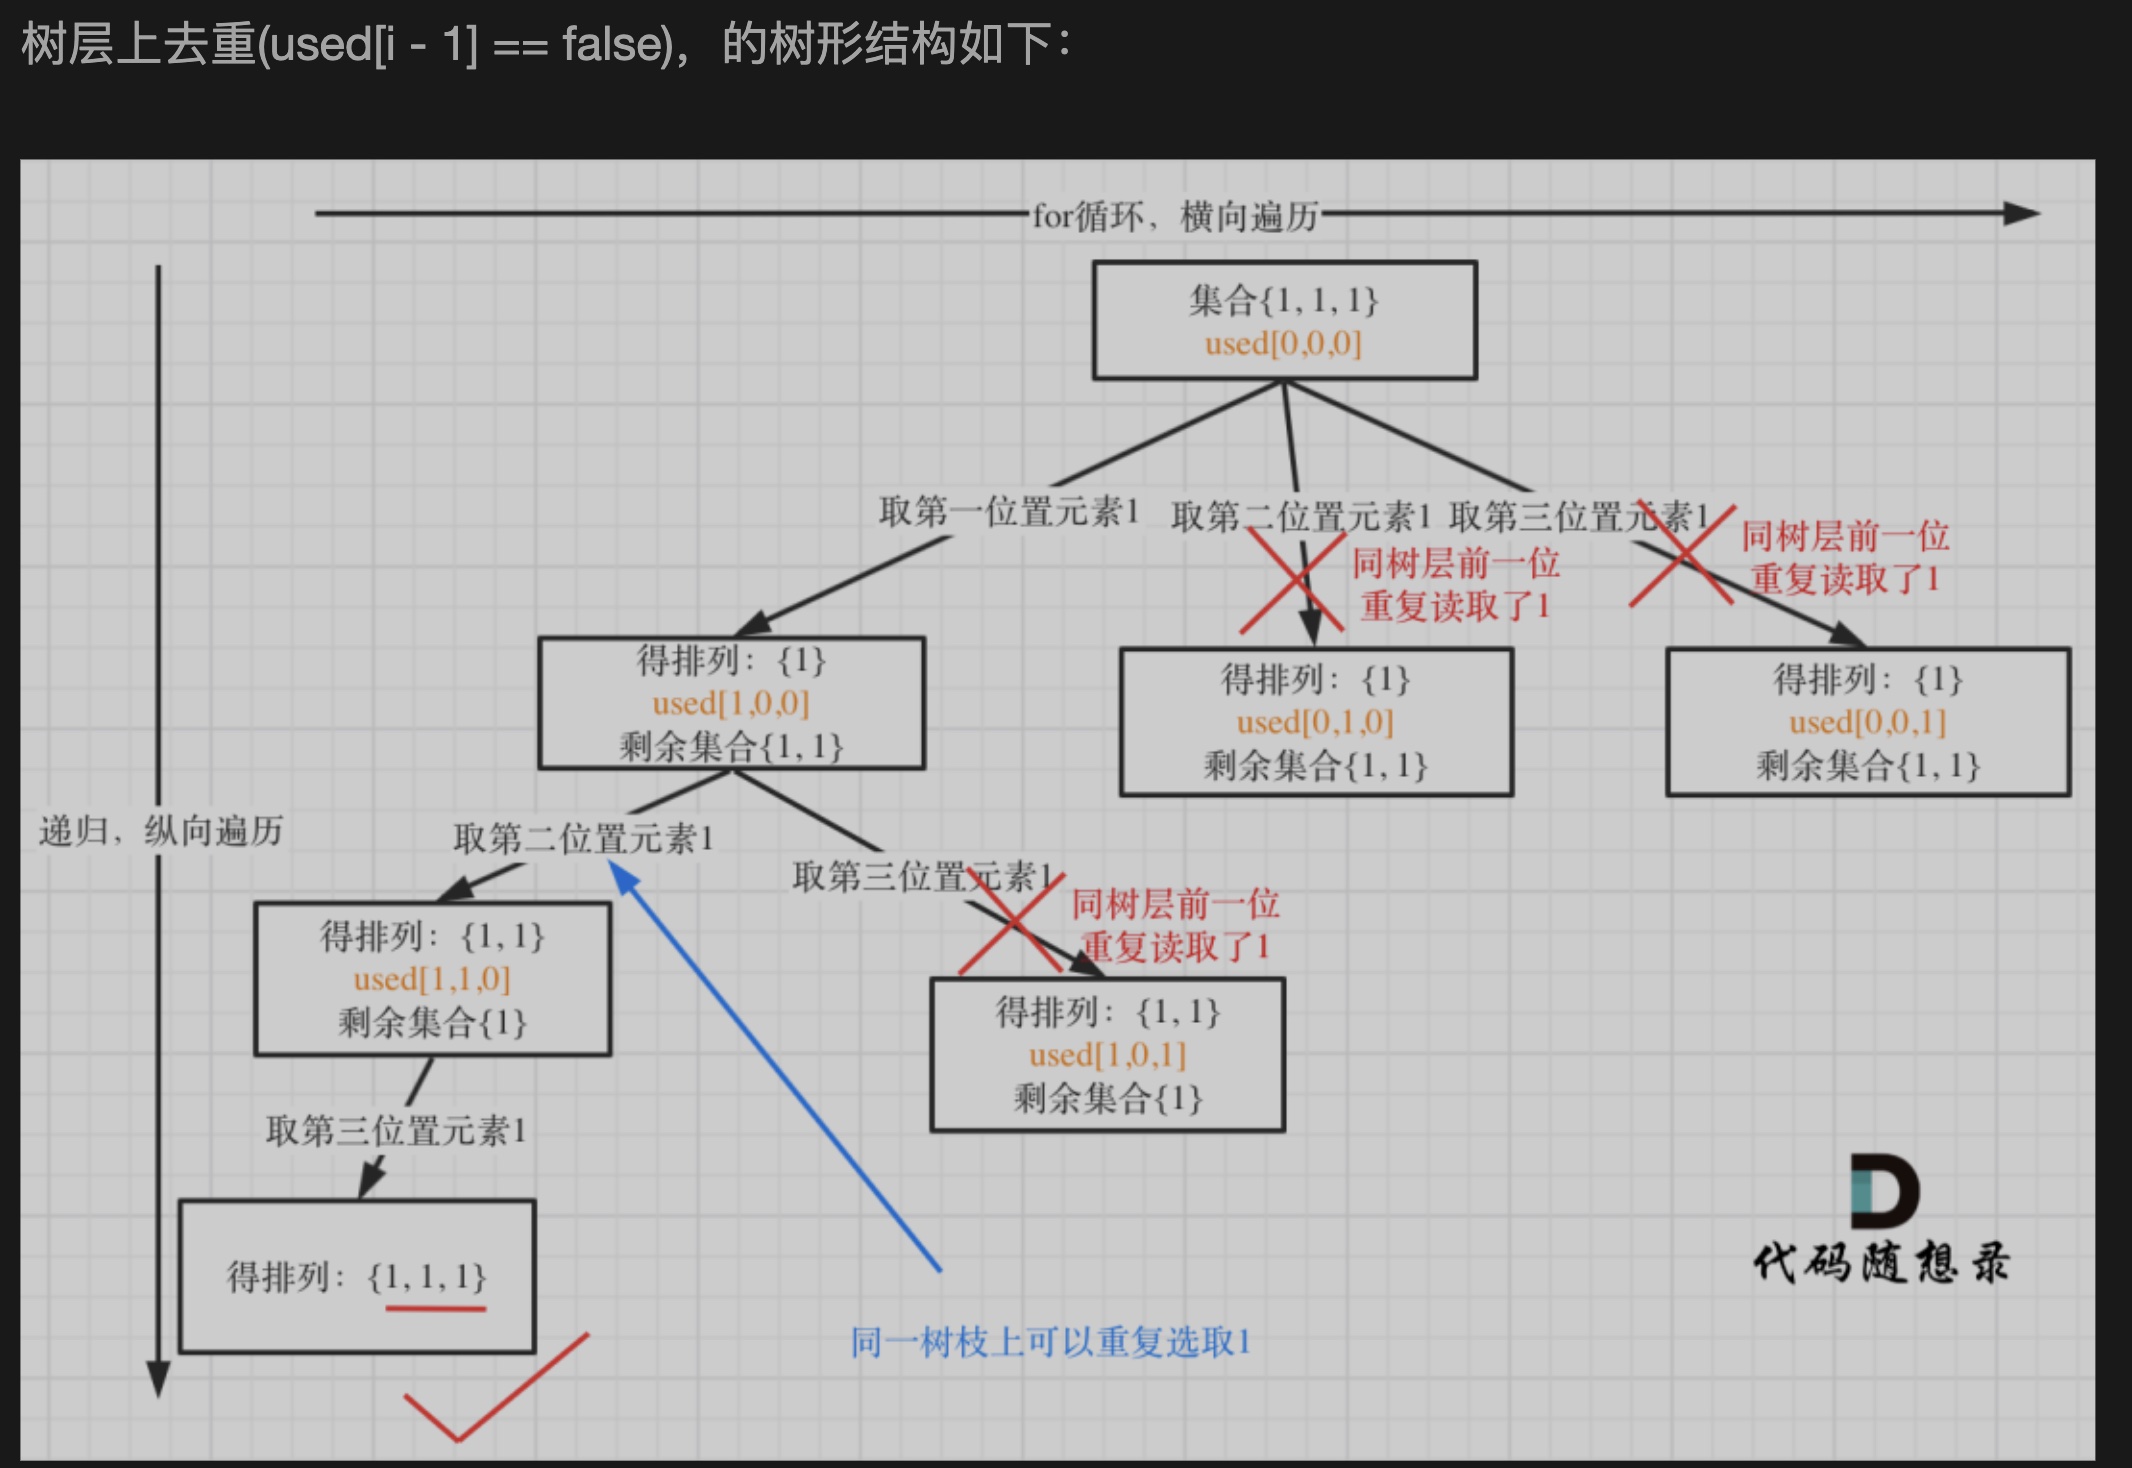 树层上去重(used[i - 1] == false)，的树形结构如下：
for循环，横向遍历
集合{1, 1, 1}
used[0,0,0]
取第一位置元素1
取第二位置元素1
取第三位置元素1
同树层前一位
重复读取了1
同树层前一位
重复读取了1
得排列：{1}
used[1,0,0]
剩余集合{1, 1}
得排列：{1}
used[0,1,0]
剩余集合{1, 1}
得排列：{1}
used[0,0,1]
剩余集合{1, 1}
递归，纵向遍历
取第二位置元素1
取第三位置元素1
同树层前一位
重复读取了1
得排列：{1, 1}
used[1,1,0]
剩余集合{1}
得排列：{1, 1}
used[1,0,1]
剩余集合{1}
取第三位置元素1
得排列：{1, 1, 1}
同一树枝上可以重复选取1
代码随想录